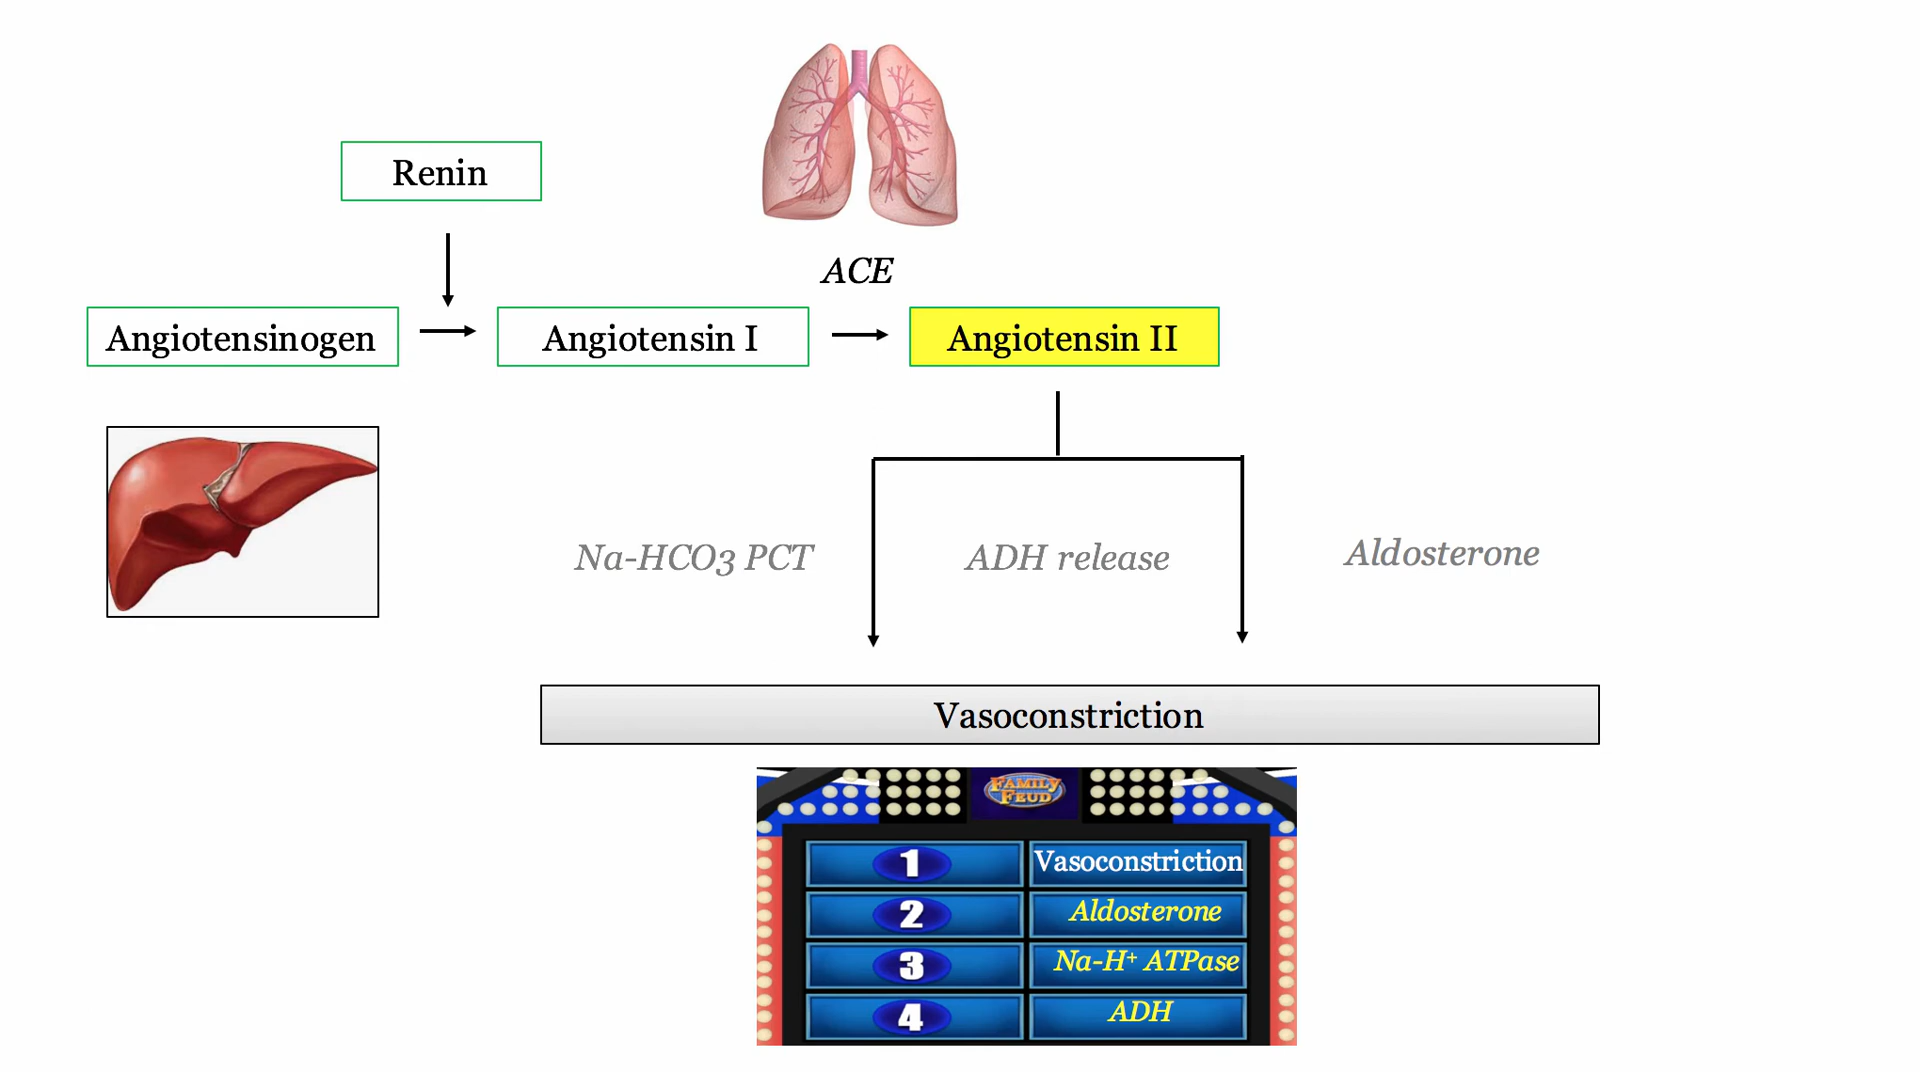 Renin
ACE
Angiotensinogen
Angiotensin I
Angiotensin II
Na-HCO3 PCT
ADH release
Aldosterone
Vasoconstriction
FAMILY
FEUD
1 Vasoconstriction
2 Aldosterone
3 Na-H⁺ ATPase
4 ADH